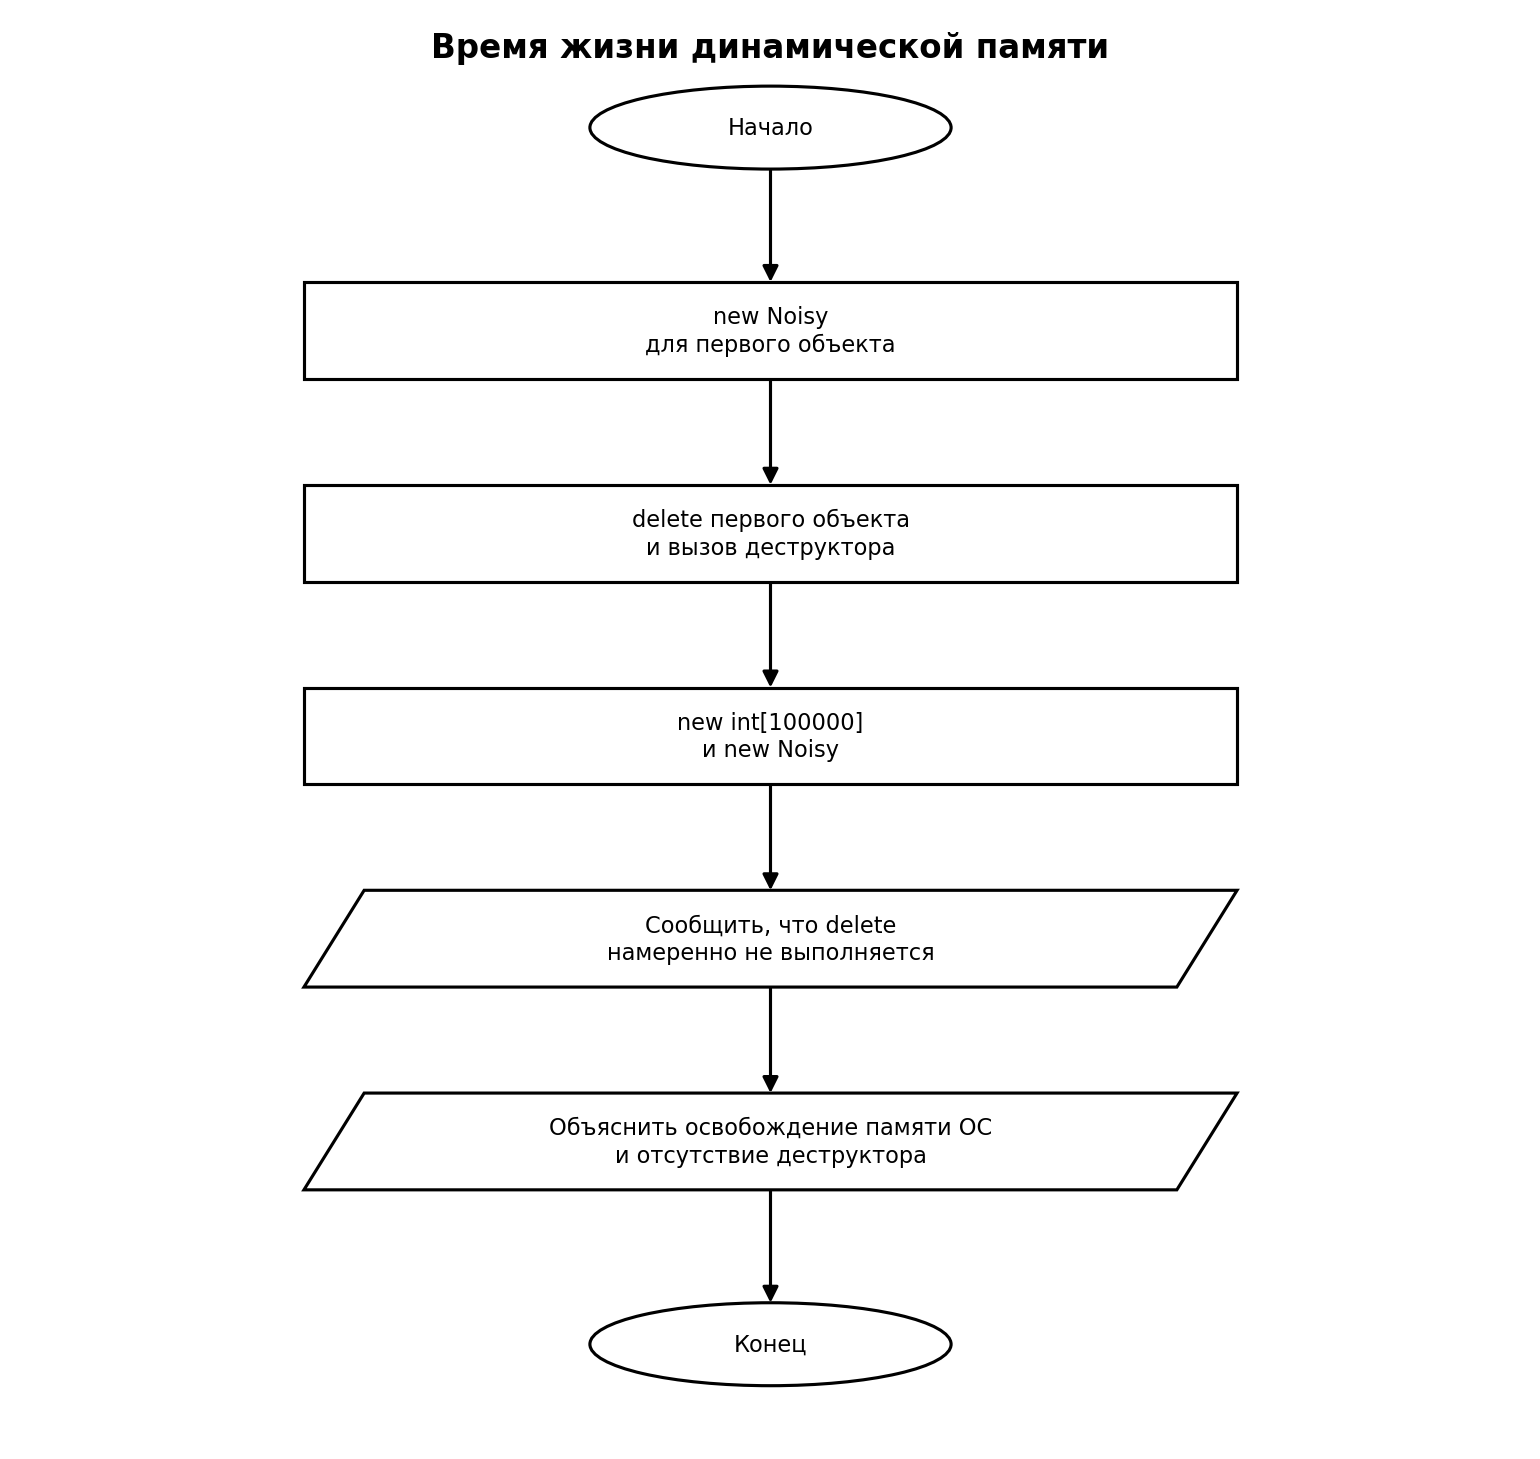 Время жизни динамической памяти
Начало
new Noisy
для первого объекта
delete первого объекта
и вызов деструктора
new int[100000]
и new Noisy
Сообщить, что delete
намеренно не выполняется
Объяснить освобождение памяти ОС
и отсутствие деструктора
Конец